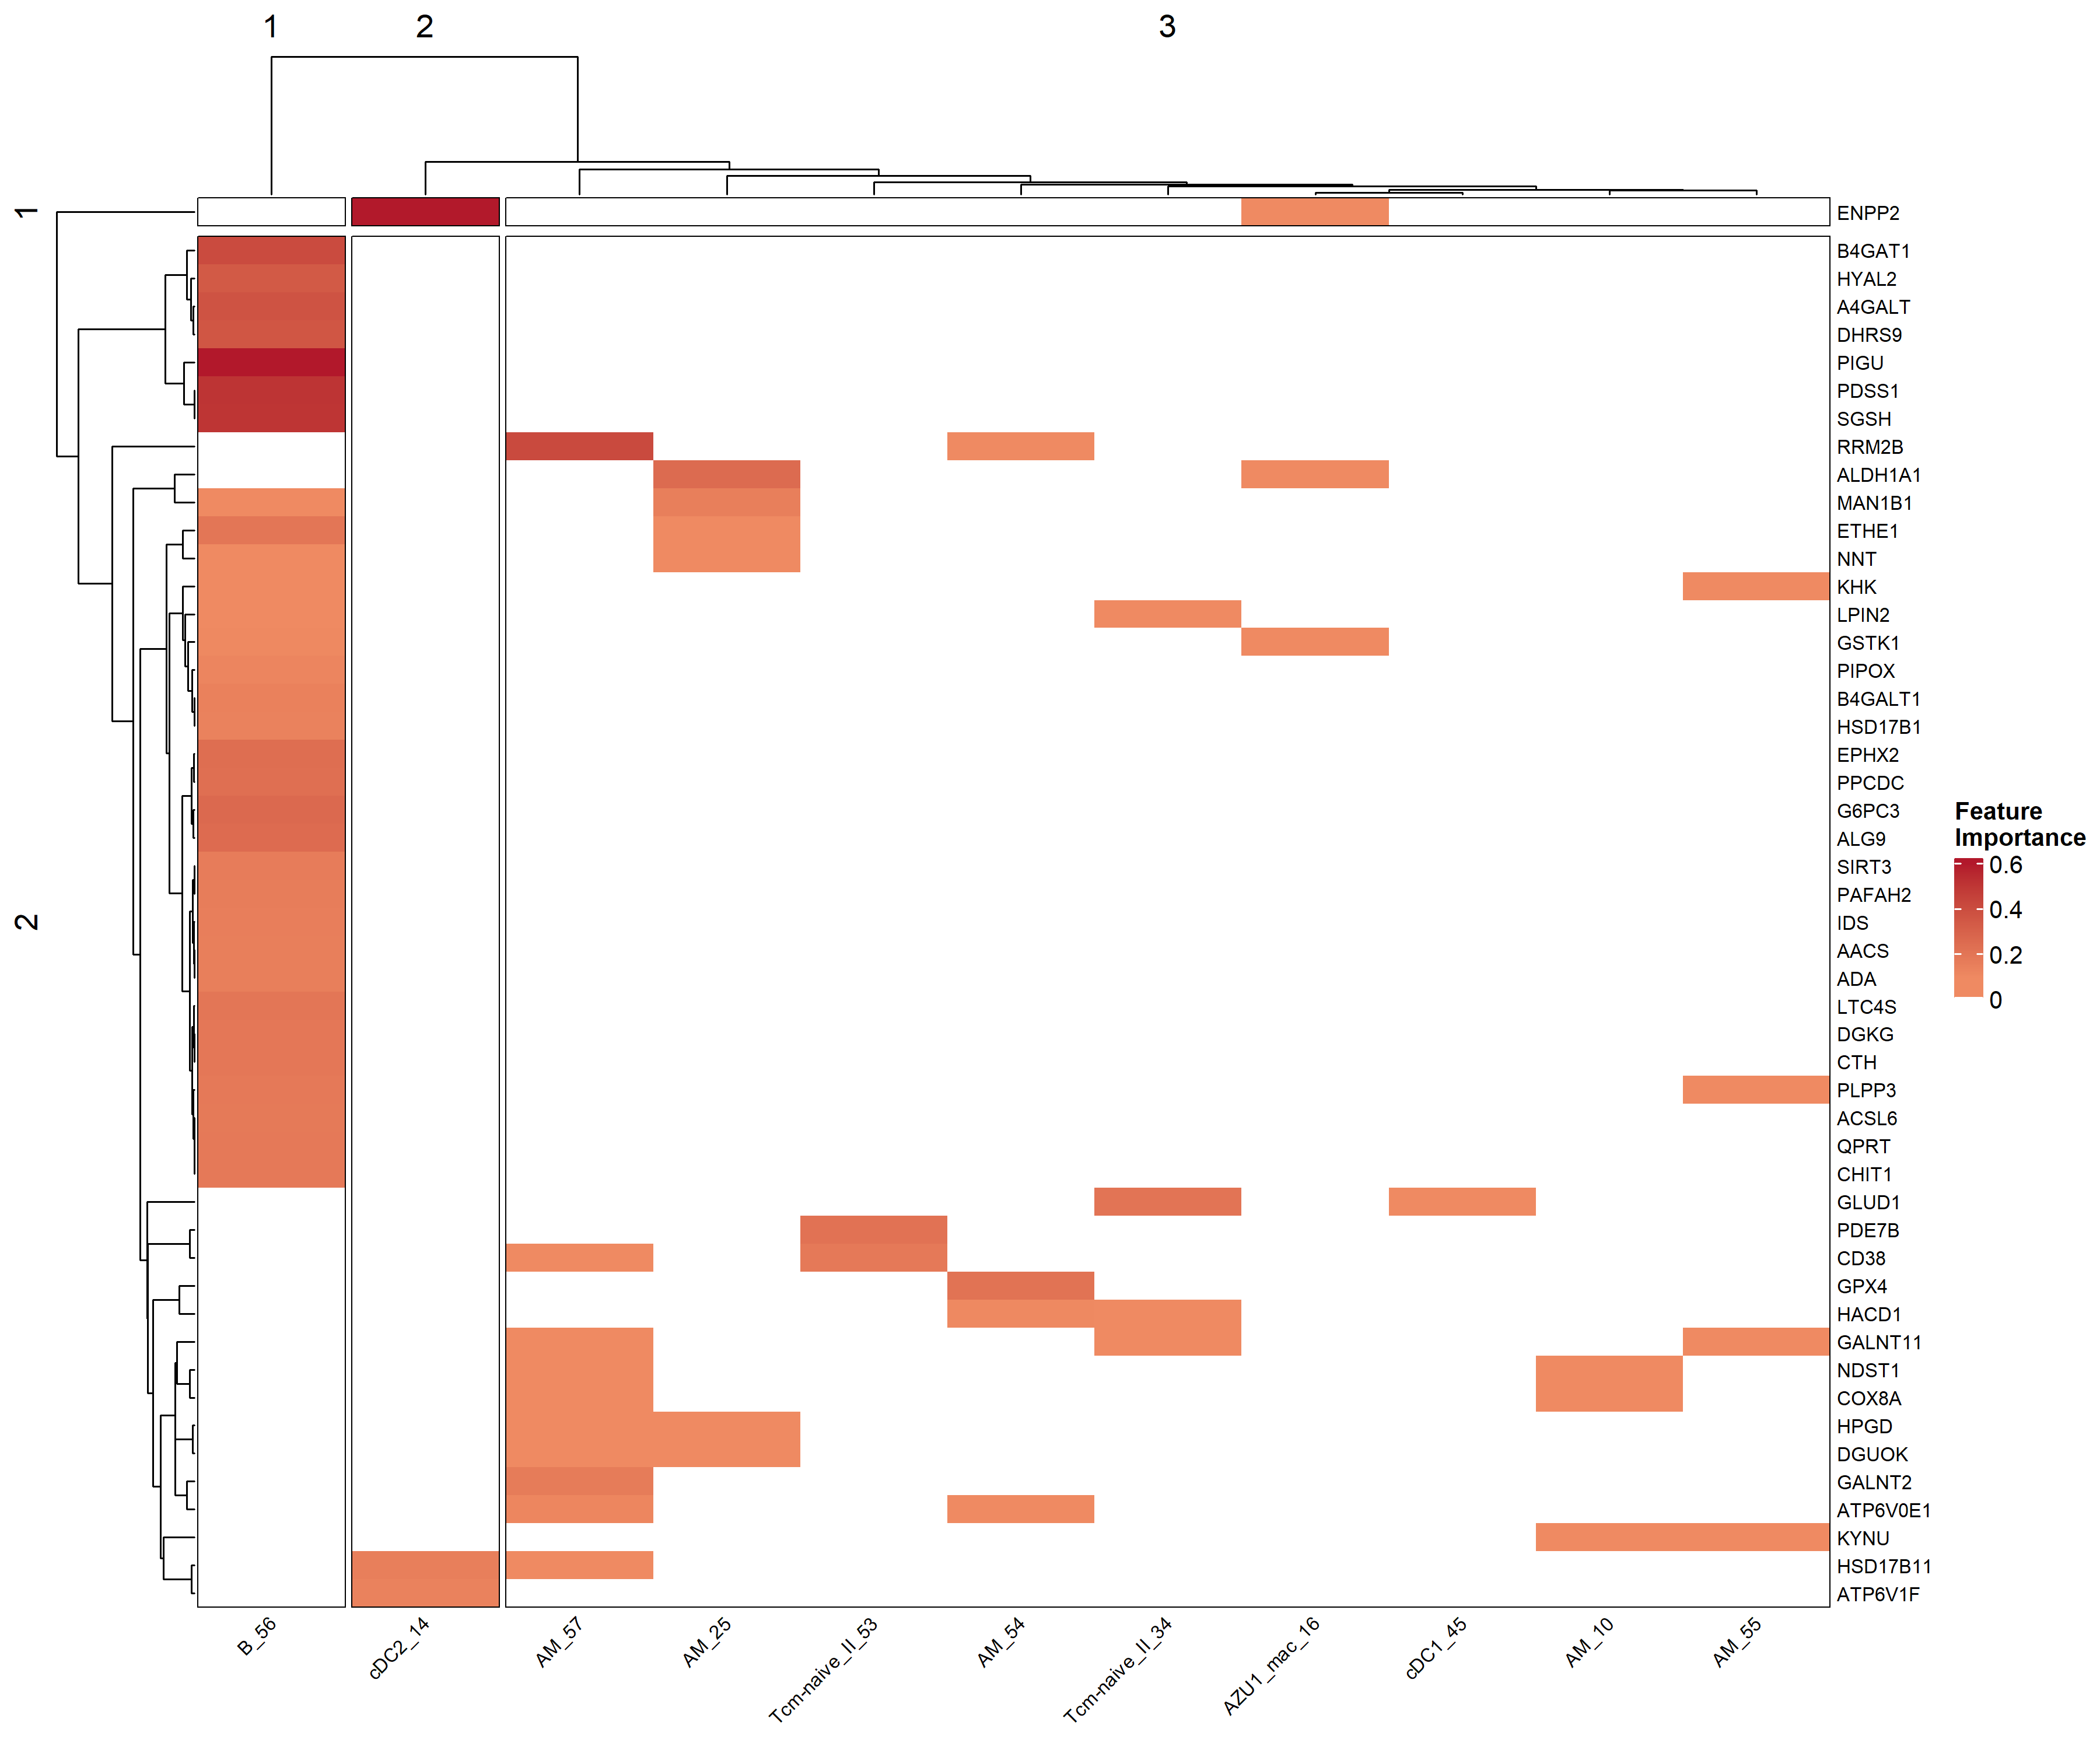 1
2
3
1
2
ENPP2
B4GAT1
HYAL2
A4GALT
DHRS9
PIGU
PDSS1
SGSH
RRM2B
ALDH1A1
MAN1B1
ETHE1
NNT
KHK
LPIN2
GSTK1
PIPOX
B4GALT1
HSD17B1
EPHX2
PPCDC
G6PC3
ALG9
SIRT3
PAFAH2
IDS
AACS
ADA
LTC4S
DGKG
CTH
PLPP3
ACSL6
QPRT
CHIT1
GLUD1
PDE7B
CD38
GPX4
HACD1
GALNT11
NDST1
COX8A
HPGD
DGUOK
GALNT2
ATP6V0E1
KYNU
HSD17B11
ATP6V1F
B_56
cDC2_14
AM_57
AM_25
Tcm-naive_II_53
AM_54
Tcm-naive_II_34
AZU1_mac_16
cDC1_45
AM_10
AM_55
Feature
Importance
0.6
0.4
0.2
0